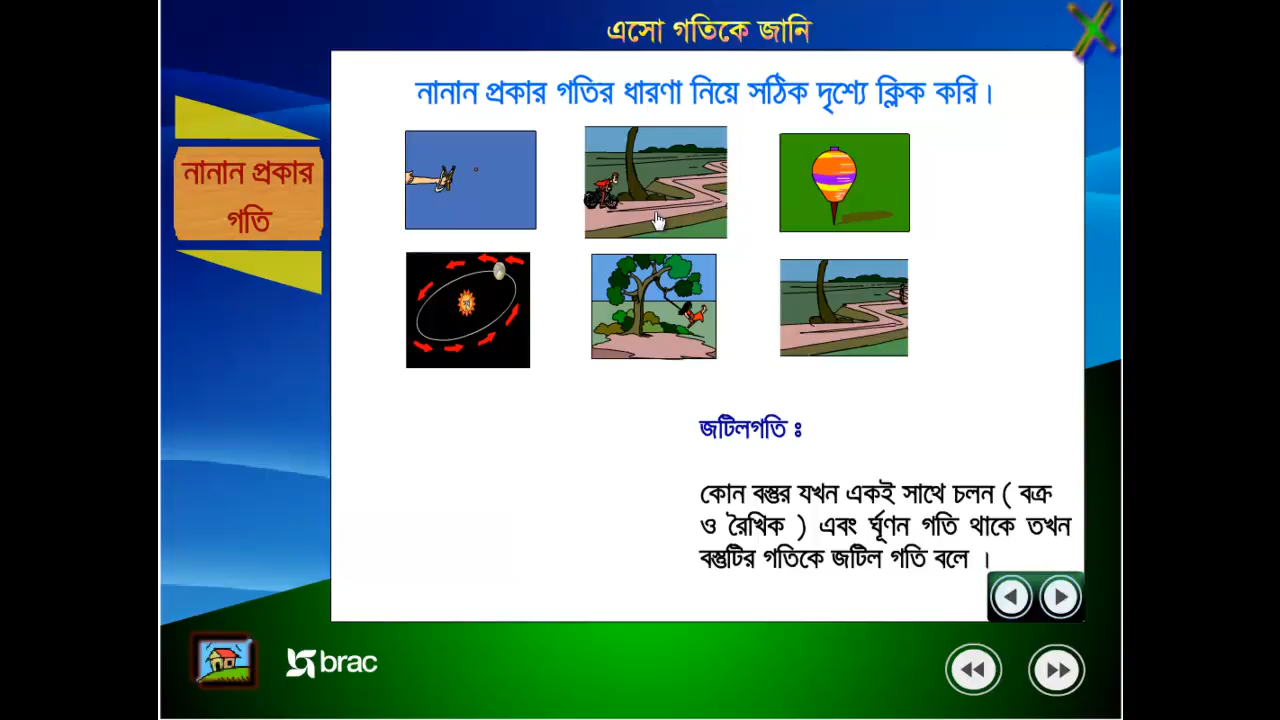 এসো গতিকে জানি
নানান প্রকার গতির ধারণা নিয়ে সঠিক দৃশ্যে ক্লিক করি।
নানান প্রকার
গতি
জটিলগতি ঃ
কোন বস্তুর যখন একই সাথে চলন ( বক্র
ও রৈখিক ) এবং র্ঘূণন গতি থাকে তখন
বস্তুটির গতিকে জটিল গতি বলে ।
brac